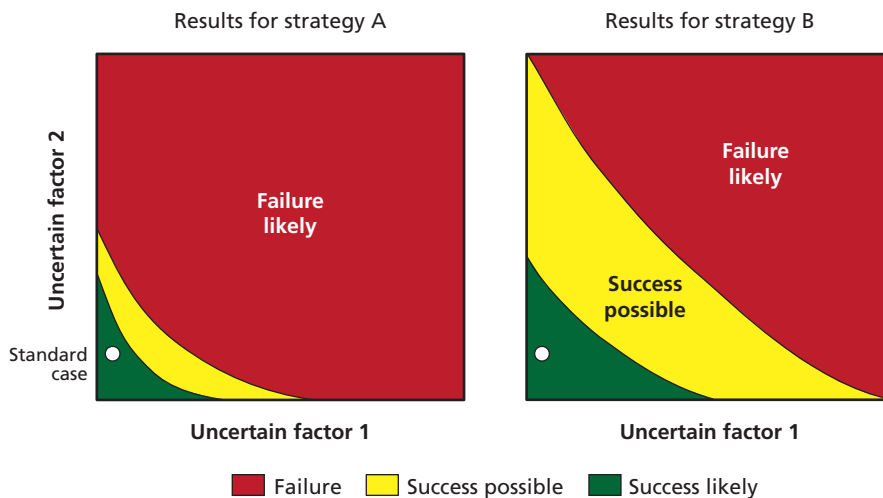 Results for strategy A
Results for strategy B
Uncertain factor 2
Failure
likely
Failure
likely
Success
possible
Standard
case
Uncertain factor 1
Uncertain factor 1
Failure
Success possible
Success likely